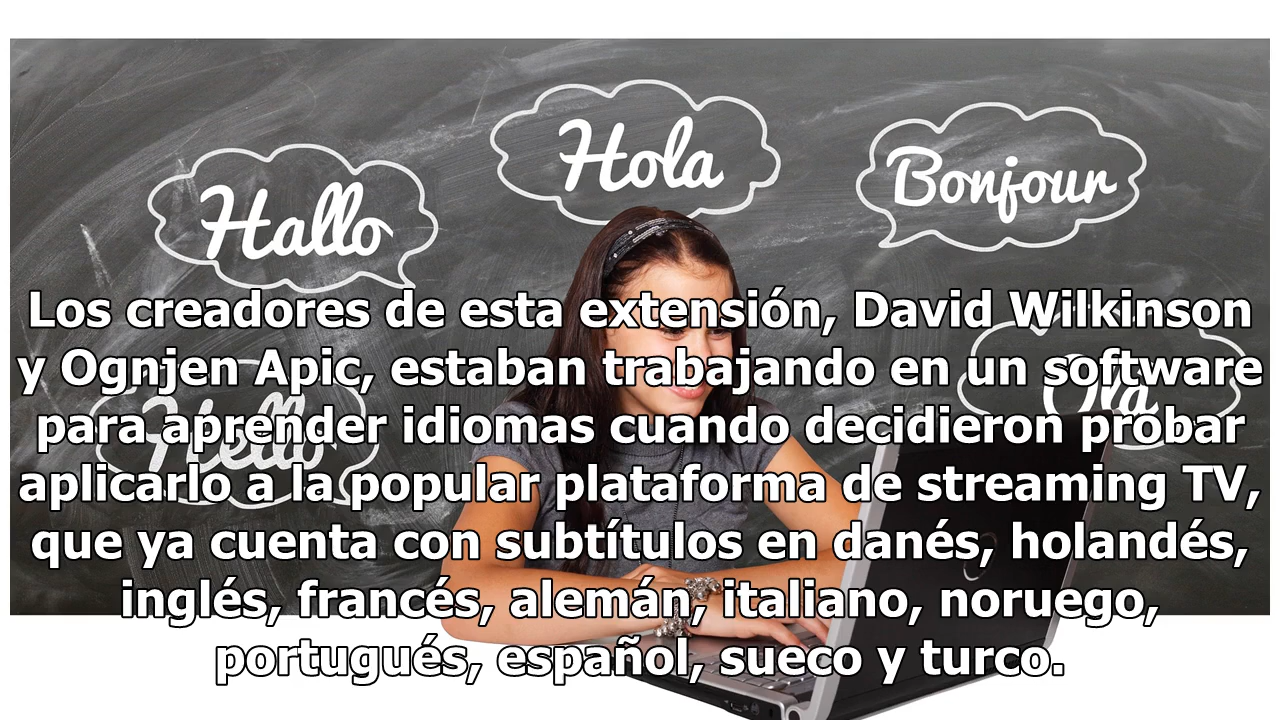 Hallo
Hola
Bonjour
Hello
Ola
Los creadores de esta extensión, David Wilkinson
y Ognjen Apic, estaban trabajando en un software
para aprender idiomas cuando decidieron probar
aplicarlo a la popular plataforma de streaming TV,
que ya cuenta con subtítulos en danés, holandés,
inglés, francés, alemán, italiano, noruego,
portugués, español, sueco y turco.